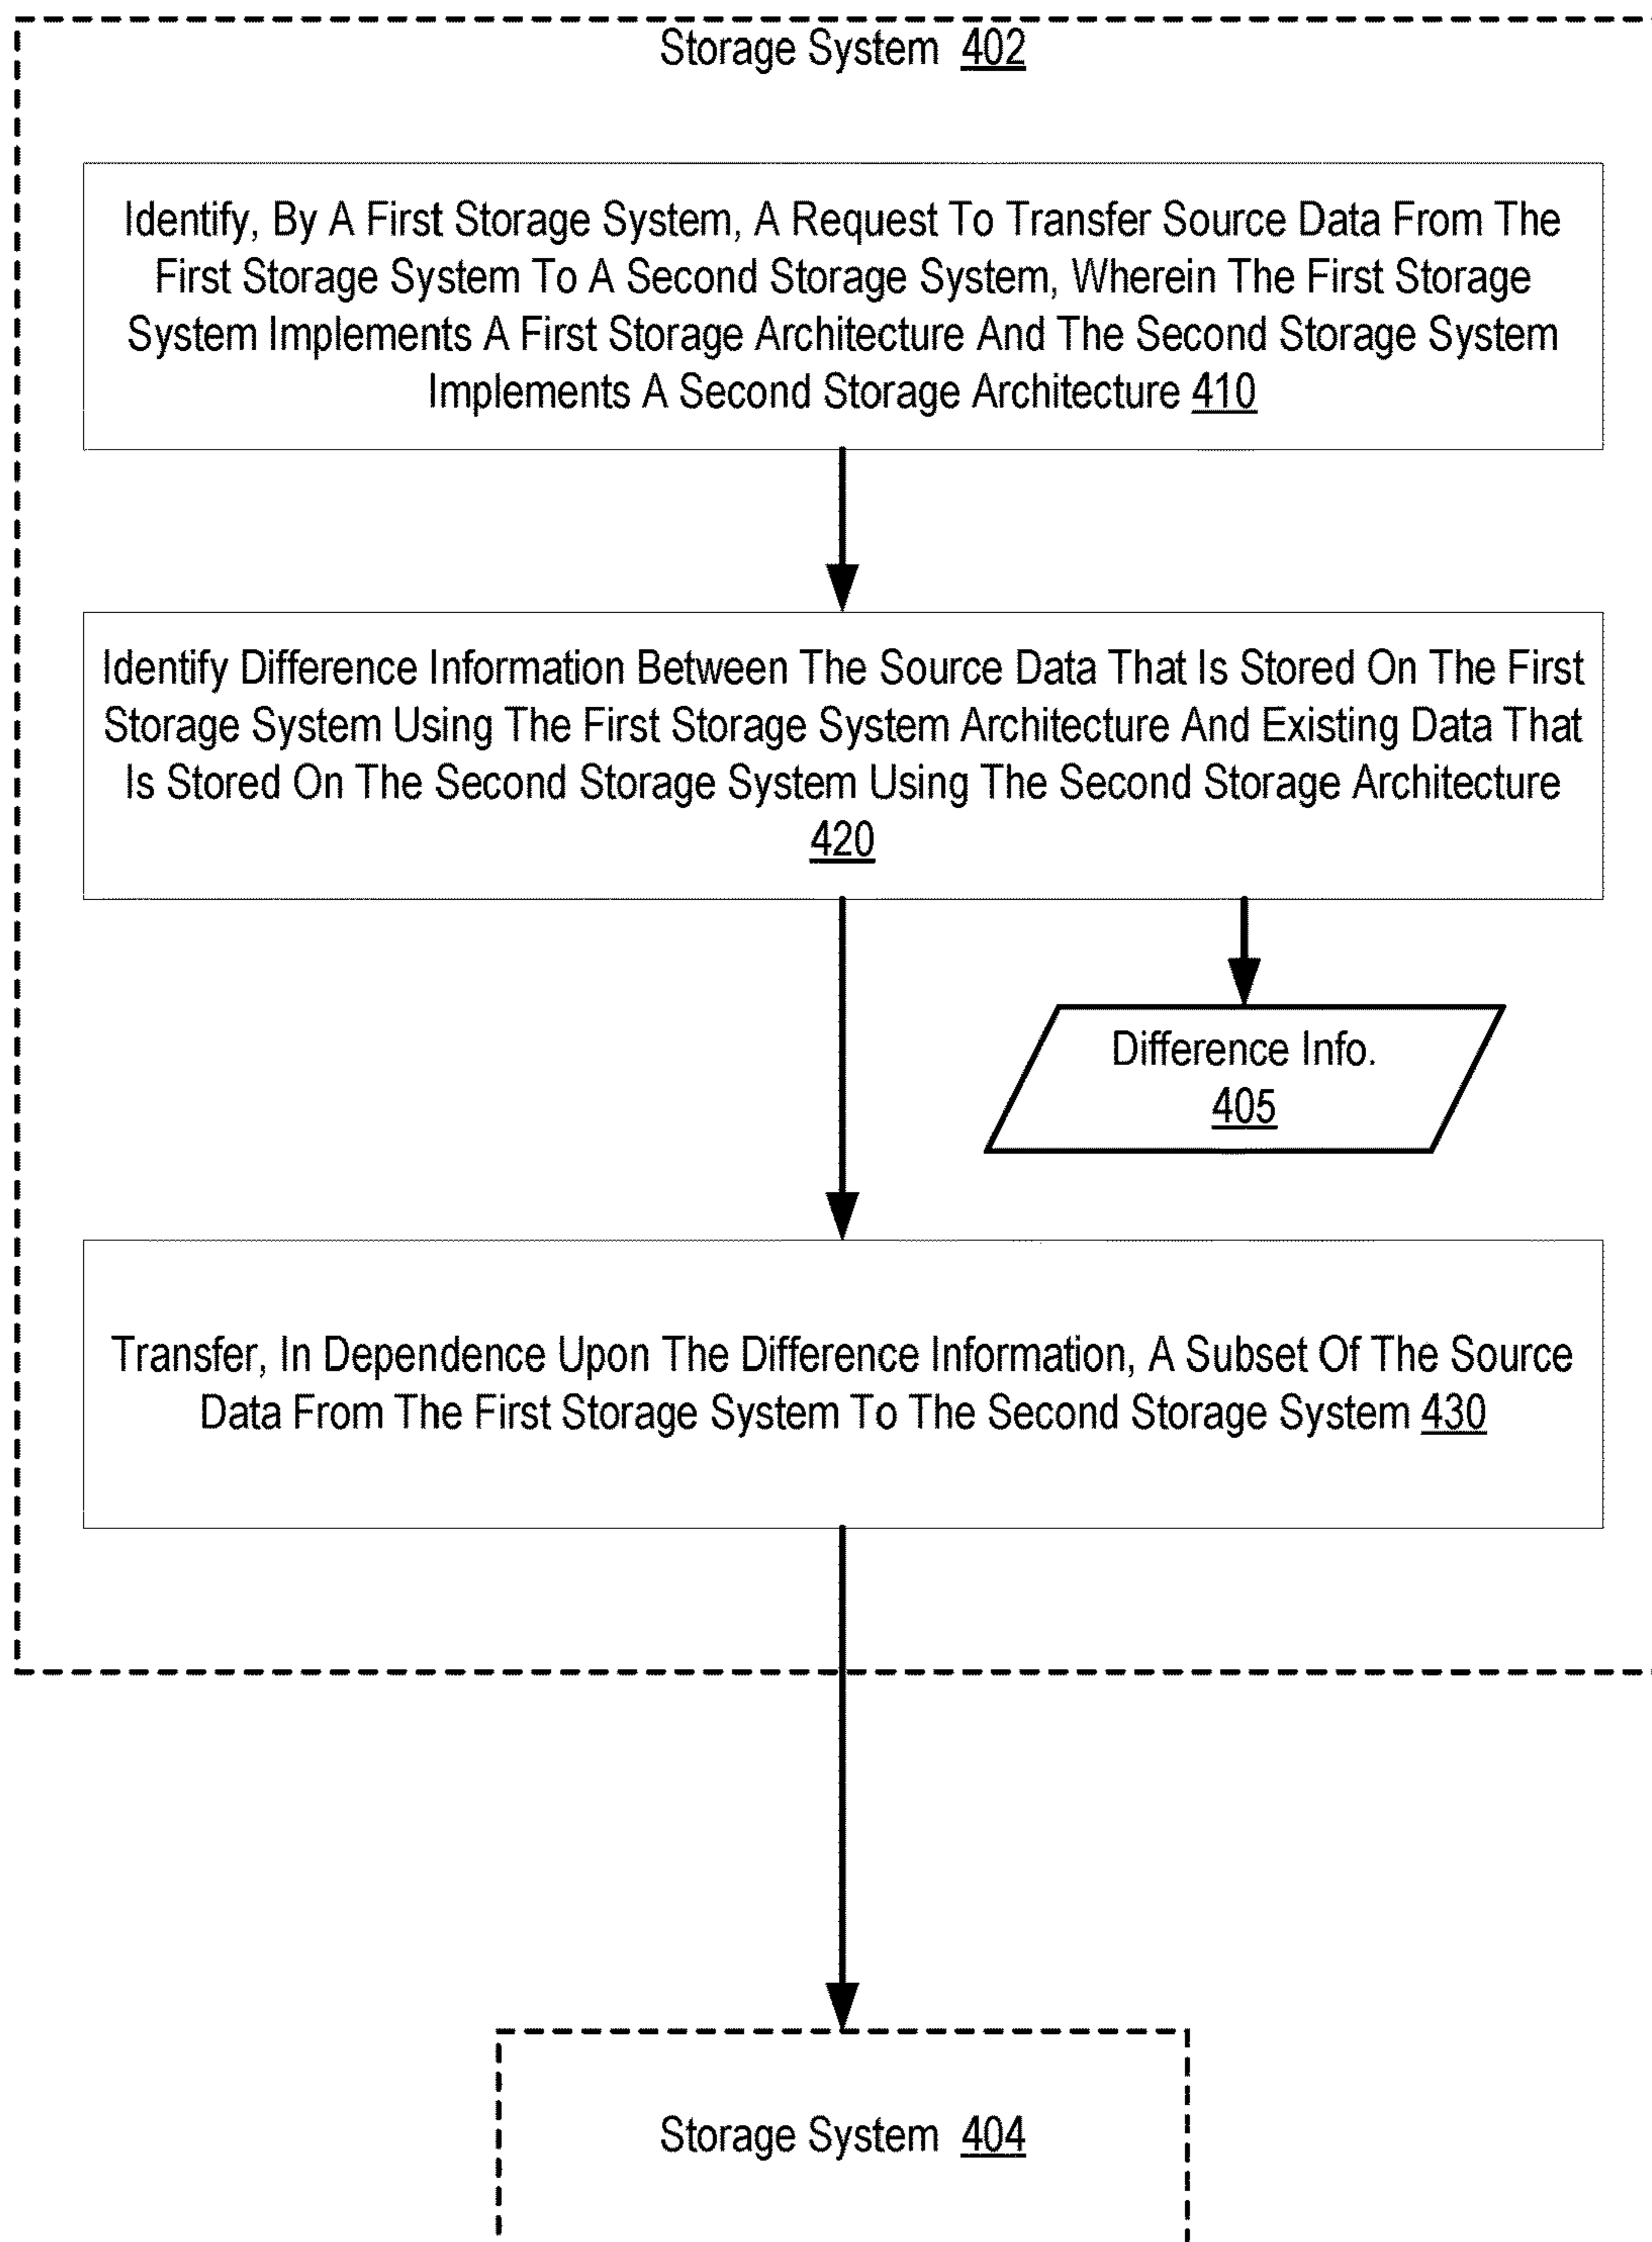 Storage System 402
Identify, By A First Storage System, A Request To Transfer Source Data From The
First Storage System To A Second Storage System, Wherein The First Storage
System Implements A First Storage Architecture And The Second Storage System
Implements A Second Storage Architecture 410
Identify Difference Information Between The Source Data That Is Stored On The First
Storage System Using The First Storage System Architecture And Existing Data That
Is Stored On The Second Storage System Using The Second Storage Architecture
420
Difference Info.
405
Transfer, In Dependence Upon The Difference Information, A Subset Of The Source
Data From The First Storage System To The Second Storage System 430
Storage System 404